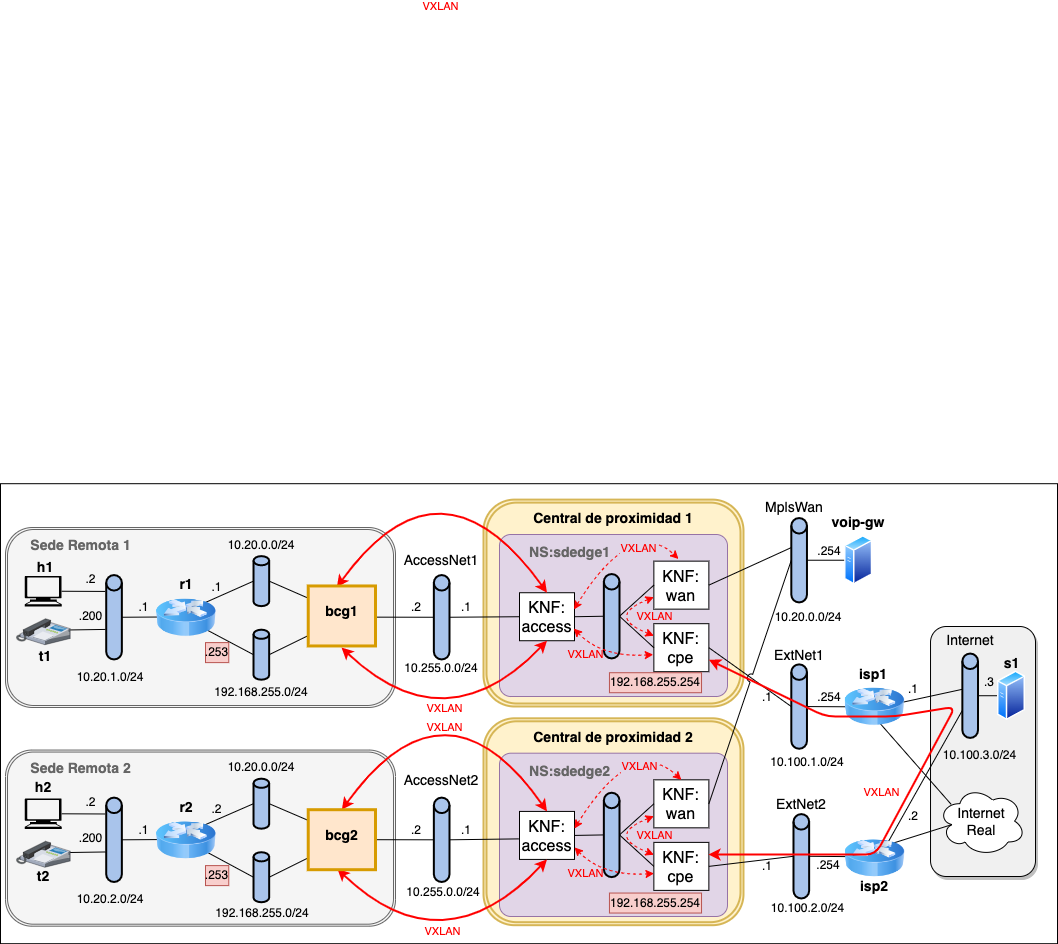 VXLAN
Sede Remota 1
h1
.2
.200
t1
10.20.1.0/24
.1
r1
.1
.253
10.20.0.0/24
192.168.255.0/24
bcg1
VXLAN
AccessNet1
.2
.1
10.255.0.0/24
Central de proximidad 1
NS:sdedge1
VXLAN
KNF:
access
KNF:
wan
VXLAN
KNF:
cpe
VXLAN
192.168.255.254
MplsWan
.254
voip-gw
10.20.0.0/24
ExtNet1
.1
.254
10.100.1.0/24
isp1
.1
Internet
.3
s1
10.100.3.0/24
Internet
Real
Sede Remota 2
h2
.2
.200
t2
10.20.2.0/24
.1
r2
.2
.253
10.20.0.0/24
192.168.255.0/24
bcg2
VXLAN
AccessNet2
.2
.1
10.255.0.0/24
VXLAN
Central de proximidad 2
NS:sdedge2
VXLAN
KNF:
access
KNF:
wan
VXLAN
KNF:
cpe
VXLAN
192.168.255.254
ExtNet2
.1
.254
10.100.2.0/24
VXLAN
.2
isp2